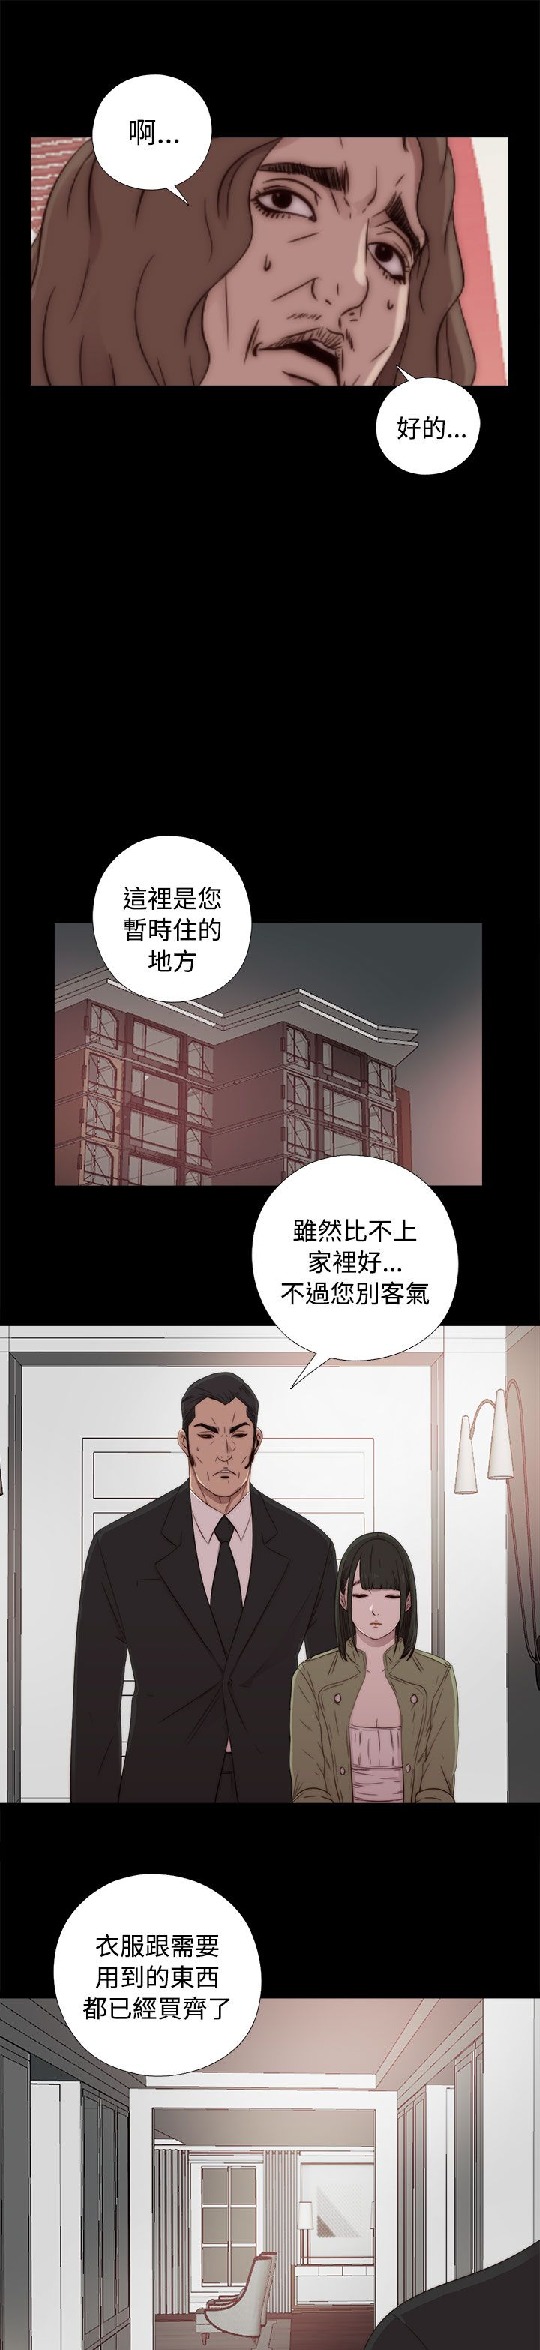 啊...
好的...
這裡是您
暫時住的
地方
雖然比不上
家裡好...
不過您別客氣
衣服跟需要
用到的東西
都已經買齊了